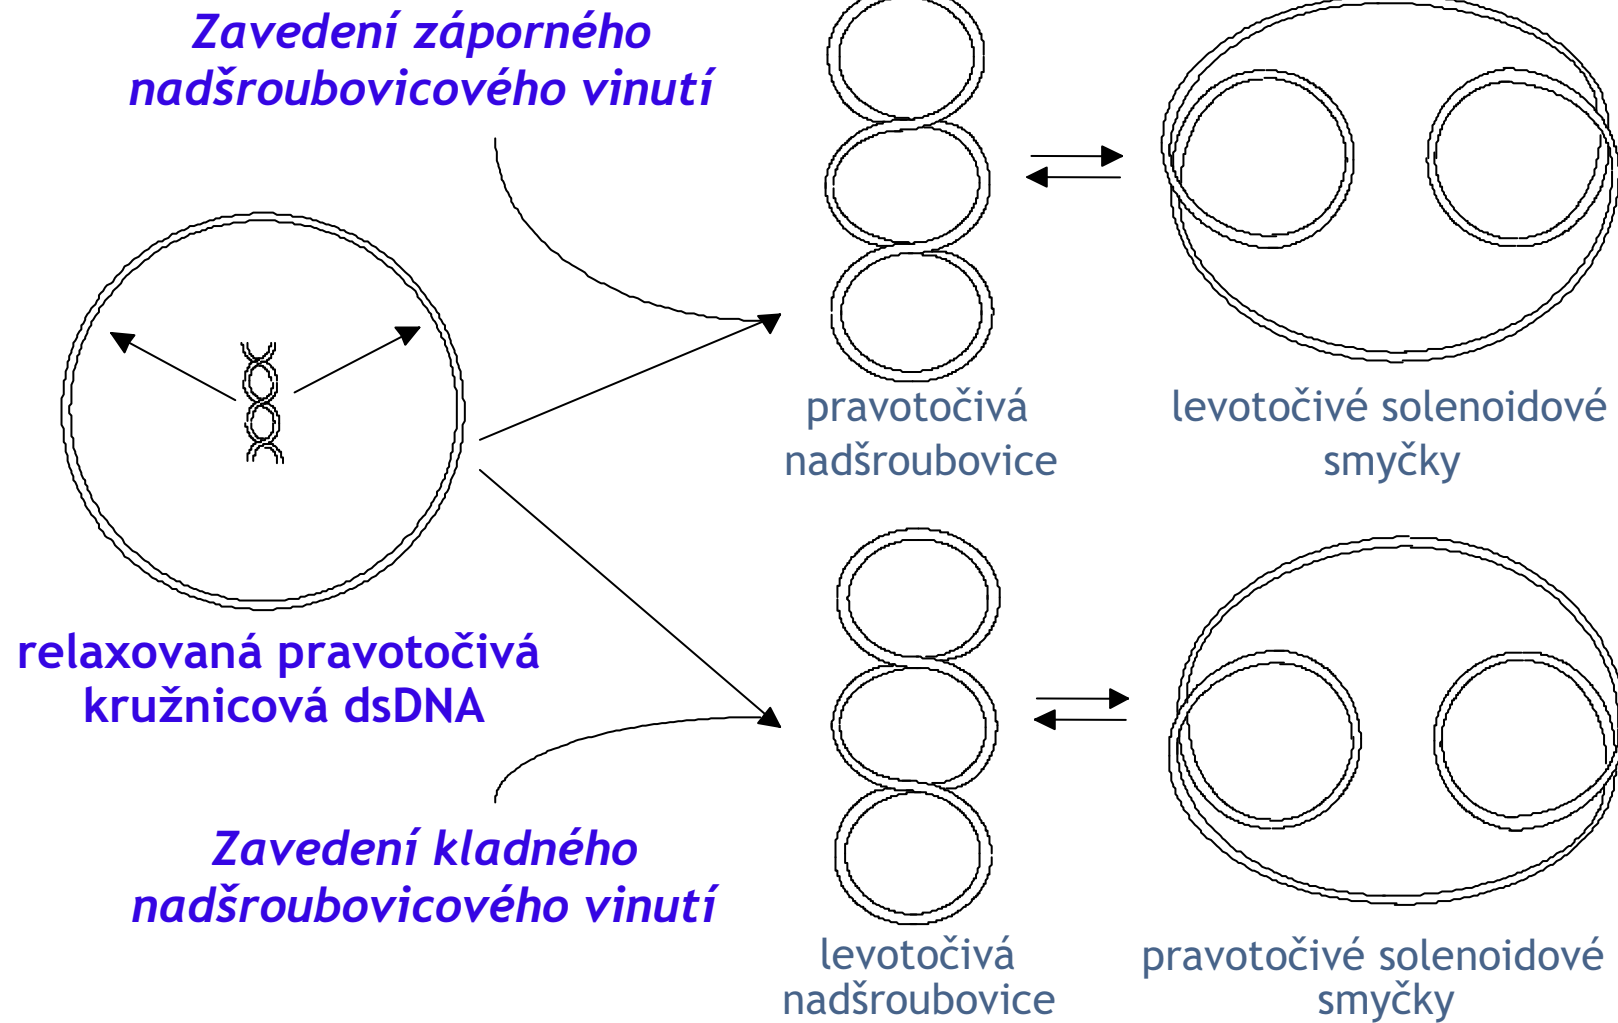 Zavedení záporného
nadšroubovicového vinutí
pravotočivá
nadšroubovice
levotočivé solenoidové
smyčky
relaxovaná pravotočivá
kružnicová dsDNA
Zavedení kladného
nadšroubovicového vinutí
levotočivá
nadšroubovice
pravotočivé solenoidové
smyčky